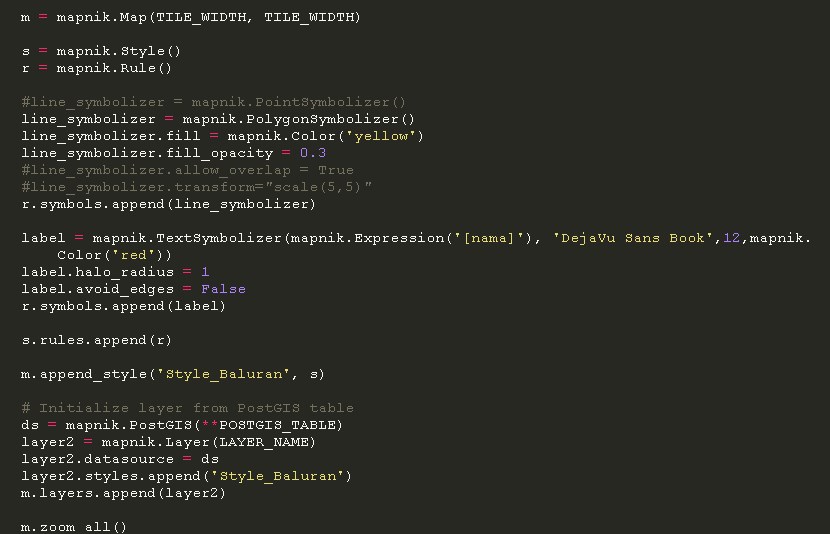 m = mapnik.Map(TILE_WIDTH, TILE_WIDTH)

s = mapnik.Style()
r = mapnik.Rule()

#line_symbolizer = mapnik.PointSymbolizer()
line_symbolizer = mapnik.PolygonSymbolizer()
line_symbolizer.fill = mapnik.Color('yellow')
line_symbolizer.fill_opacity = 0.3
#line_symbolizer.allow_overlap = True
#line_symbolizer.transform="scale(5,5)"
r.symbols.append(line_symbolizer)

label = mapnik.TextSymbolizer(mapnik.Expression('[nama]'), 'DejaVu Sans Book',12,mapnik.
    Color('red'))
label.halo_radius = 1
label.avoid_edges = False
r.symbols.append(label)

s.rules.append(r)

m.append_style('Style_Baluran', s)

# Initialize layer from PostGIS table
ds = mapnik.PostGIS(**POSTGIS_TABLE)
layer2 = mapnik.Layer(LAYER_NAME)
layer2.datasource = ds
layer2.styles.append('Style_Baluran')
m.layers.append(layer2)

m.zoom_all()